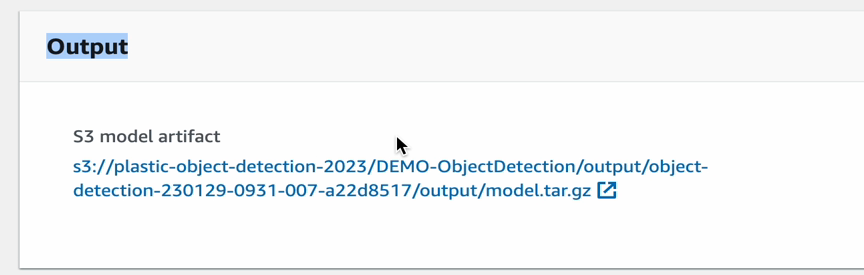 Output
S3 model artifact
s3://plastic-object-detection-2023/DEMO-ObjectDetection/output/object-
detection-230129-0931-007-a22d8517/output/model.tar.gz